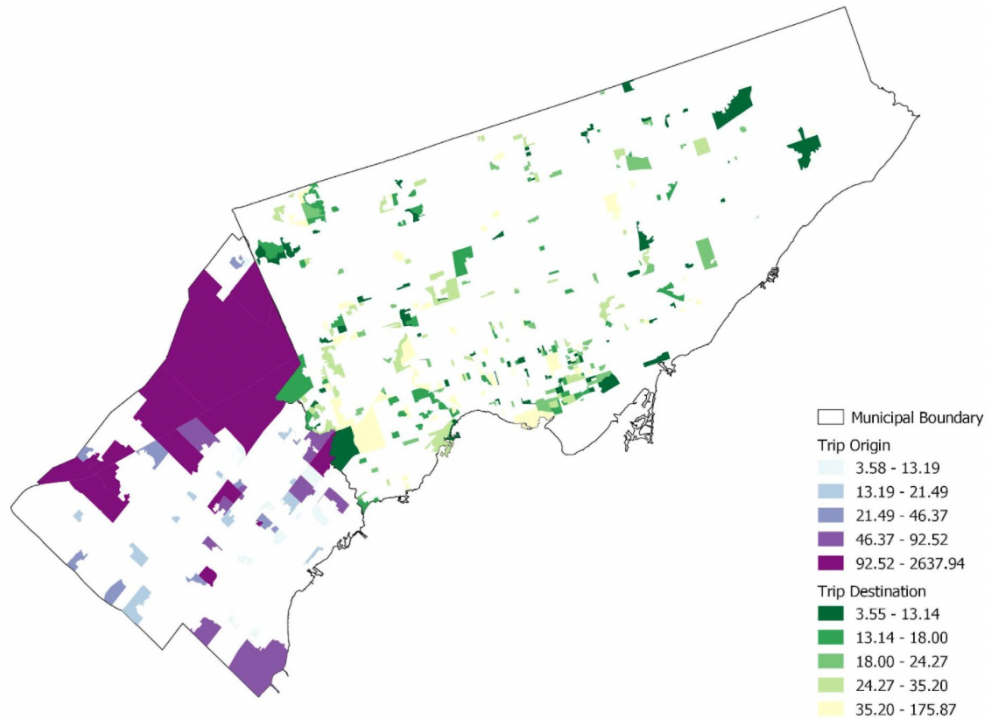 Municipal Boundary
Trip Origin
3.58 - 13.19
13.19 - 21.49
21.49 - 46.37
46.37 - 92.52
92.52 - 2637.94
Trip Destination
3.55 - 13.14
13.14 - 18.00
18.00 - 24.27
24.27 - 35.20
35.20 - 175.87